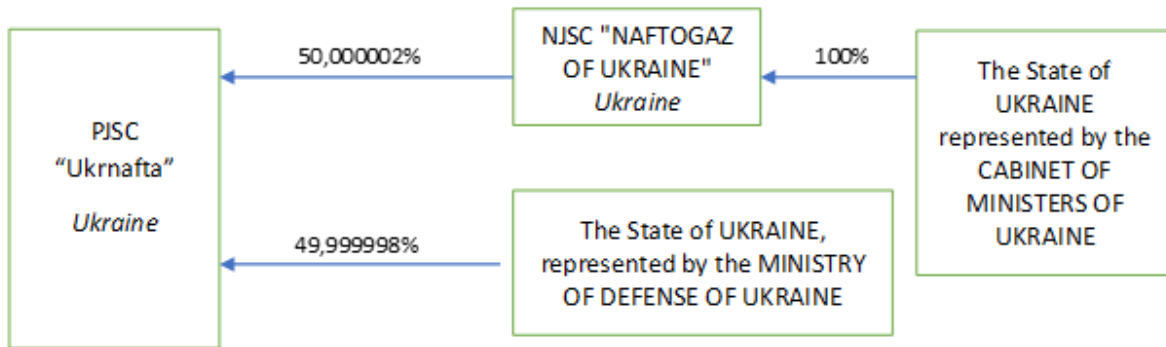 PJSC
“Ukrnafta”
Ukraine
50,000002%
49,999998%
NJSC "NAFTOGAZ
OF UKRAINE"
Ukraine
The State of UKRAINE,
represented by the MINISTRY
OF DEFENSE OF UKRAINE
100%
The State of
UKRAINE
represented by the
CABINET OF
MINISTERS OF
UKRAINE